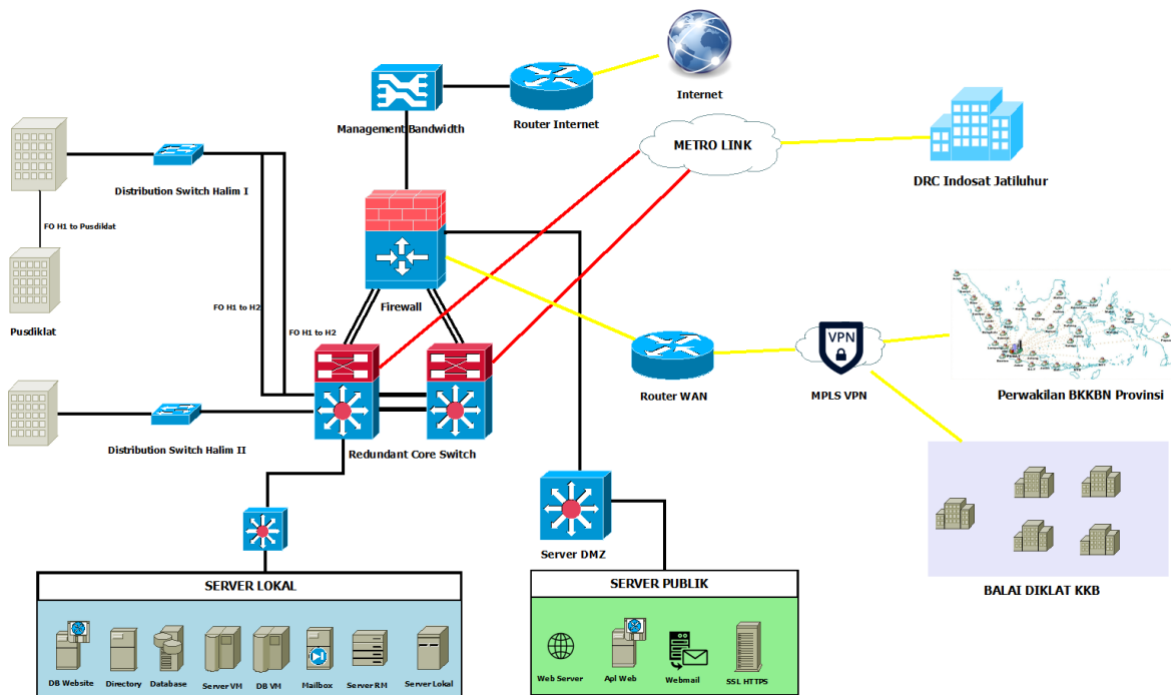 Internet
Management Bandwidth
Router Internet
METRO LINK
DRC Indosat Jatiluhur
Distribution Switch Halim I
FO H1 to Pusdiklat
Pusdiklat
FO H1 to H2
FO H1 to H2
Firewall
Router WAN
VPN
MPLS VPN
Perwakilan BKKBN Provinsi
Distribution Switch Halim II
Redundant Core Switch
Server DMZ
BALAI DIKLAT KKB
SERVER LOKAL
DB Website
Directory
Database
Server VM
DB VM
Mailbox
Server RM
Server Lokal
SERVER PUBLIK
Web Server
Apl Web
Webmail
SSL HTTPS